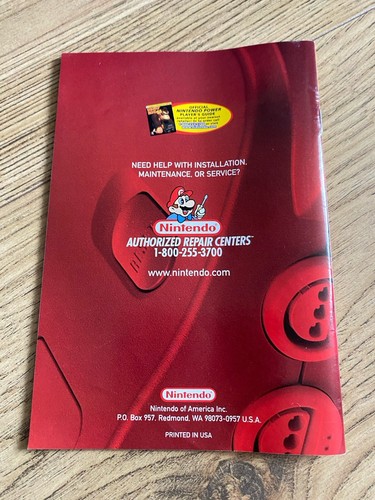 OFFICIAL
NINTENDO POWER
PLAYER'S GUIDE
NEED HELP WITH INSTALLATION,
MAINTENANCE, OR SERVICE?
Nintendo
AUTHORIZED REPAIR CENTERS℠
1-800-255-3700
www.nintendo.com
Nintendo
Nintendo of America Inc.
P.O. Box 957, Redmond, WA 98073-0957 U.S.A.
PRINTED IN USA